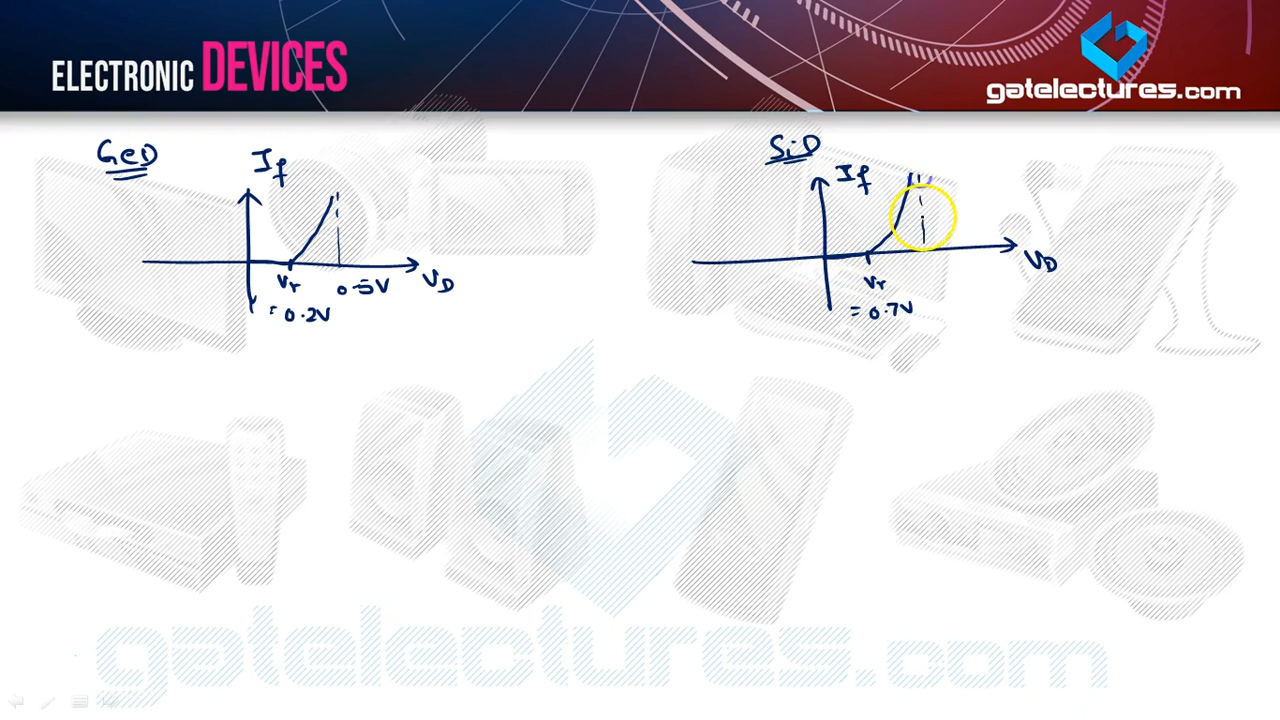 ELECTRONIC DEVICES
gatelectures.com
GeD
If
Vr
= 0.2V
0.5V
VD
SiD
If
Vr
= 0.7V
VD
gatelectures.com